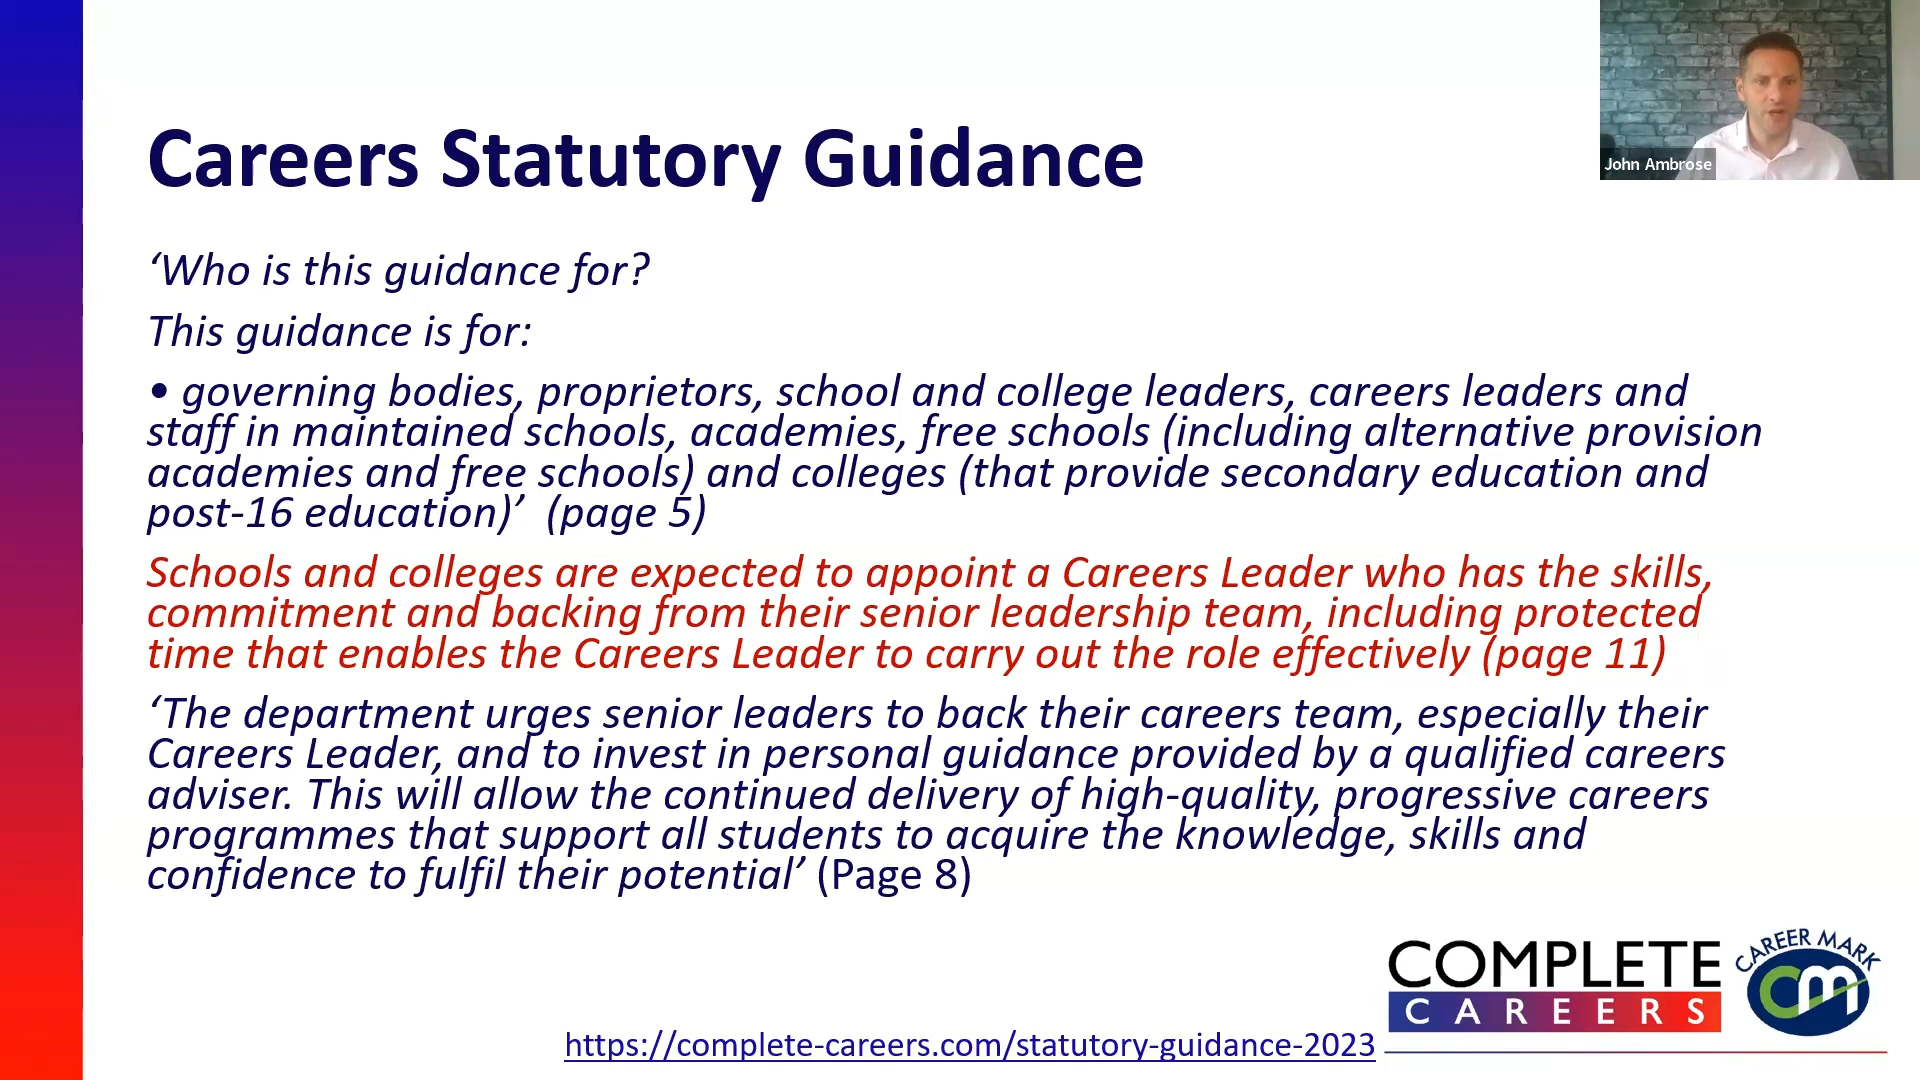 John Ambrose
Careers Statutory Guidance
‘Who is this guidance for?
This guidance is for:
• governing bodies, proprietors, school and college leaders, careers leaders and
staff in maintained schools, academies, free schools (including alternative provision
academies and free schools) and colleges (that provide secondary education and
post-16 education)’ (page 5)
Schools and colleges are expected to appoint a Careers Leader who has the skills,
commitment and backing from their senior leadership team, including protected
time that enables the Careers Leader to carry out the role effectively (page 11)
‘The department urges senior leaders to back their careers team, especially their
Careers Leader, and to invest in personal guidance provided by a qualified careers
adviser. This will allow the continued delivery of high-quality, progressive careers
programmes that support all students to acquire the knowledge, skills and
confidence to fulfil their potential’ (Page 8)
COMPLETE
CAREERS
CAREER MARK
cm
https://complete-careers.com/statutory-guidance-2023